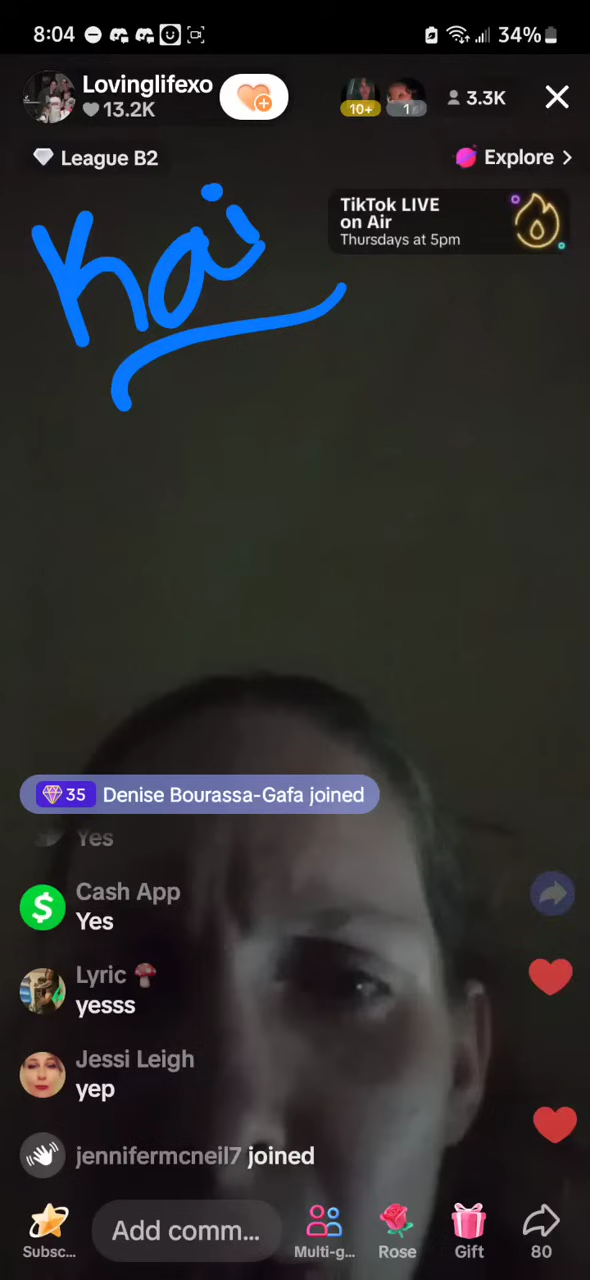 8:04
34%
Lovinglifexo
13.2K
10+
1
3.3K
League B2
Explore >
TikTok LIVE
on Air
Thursdays at 5pm
Kai
35 Denise Bourassa-Gafa joined
Yes
Cash App
Yes
Lyric
yesss
Jessi Leigh
yep
jennifermcneil7 joined
Subsc...
Add comm...
Multi-g...
Rose
Gift
80